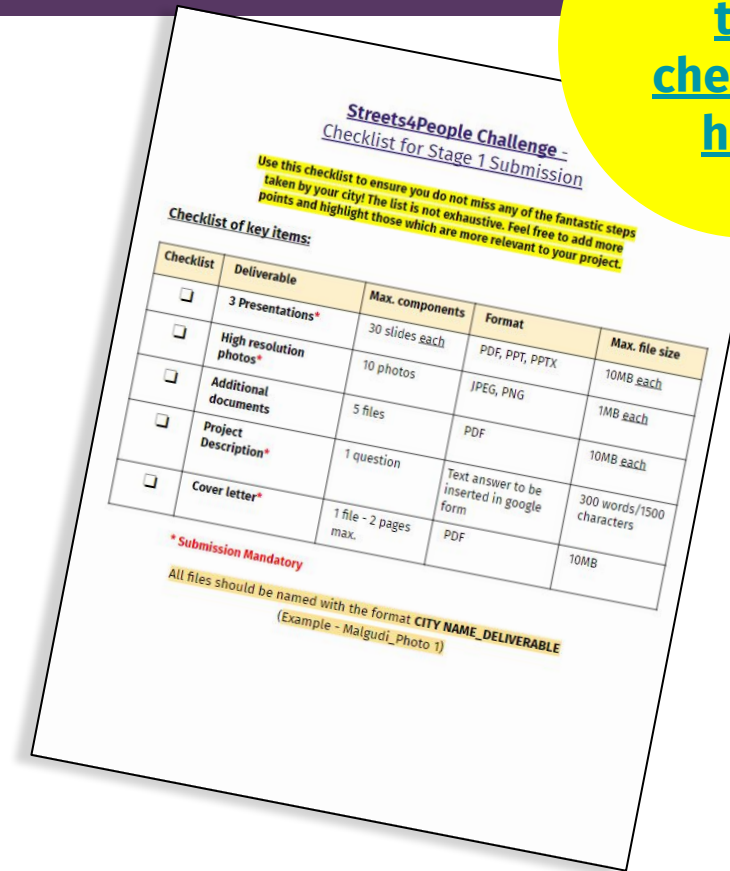 t
che
h
Streets4People Challenge -
Checklist for Stage 1 Submission
Use this checklist to ensure you do not miss any of the fantastic steps
taken by your city! The list is not exhaustive. Feel free to add more
points and highlight those which are more relevant to your project.
Checklist of key items:
Checklist Deliverable Max. components Format Max. file size
❏ 3 Presentations* 30 slides each PDF, PPT, PPTX 10MB each
❏ High resolution
photos* 10 photos JPEG, PNG 1MB each
❏ Additional
documents 5 files PDF 10MB each
❏ Project
Description* 1 question Text answer to be
inserted in google
form 300 words/1500
characters
❏ Cover letter* 1 file - 2 pages
max. PDF 10MB
* Submission Mandatory
All files should be named with the format CITY NAME_DELIVERABLE
(Example - Malgudi_Photo 1)